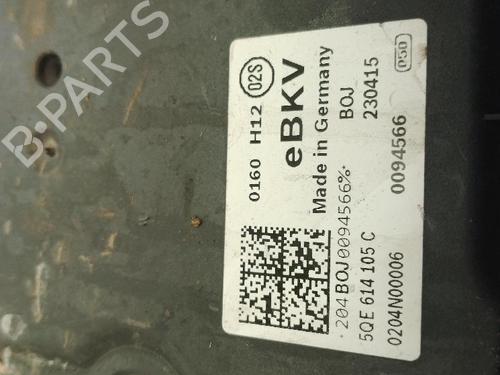 B-PARTS
0160 H12 02S
eBKV
Made in Germany
BOJ
230415
050
*204BOJ0094566%*
0094566
5QE 614 105 C
0204N00006